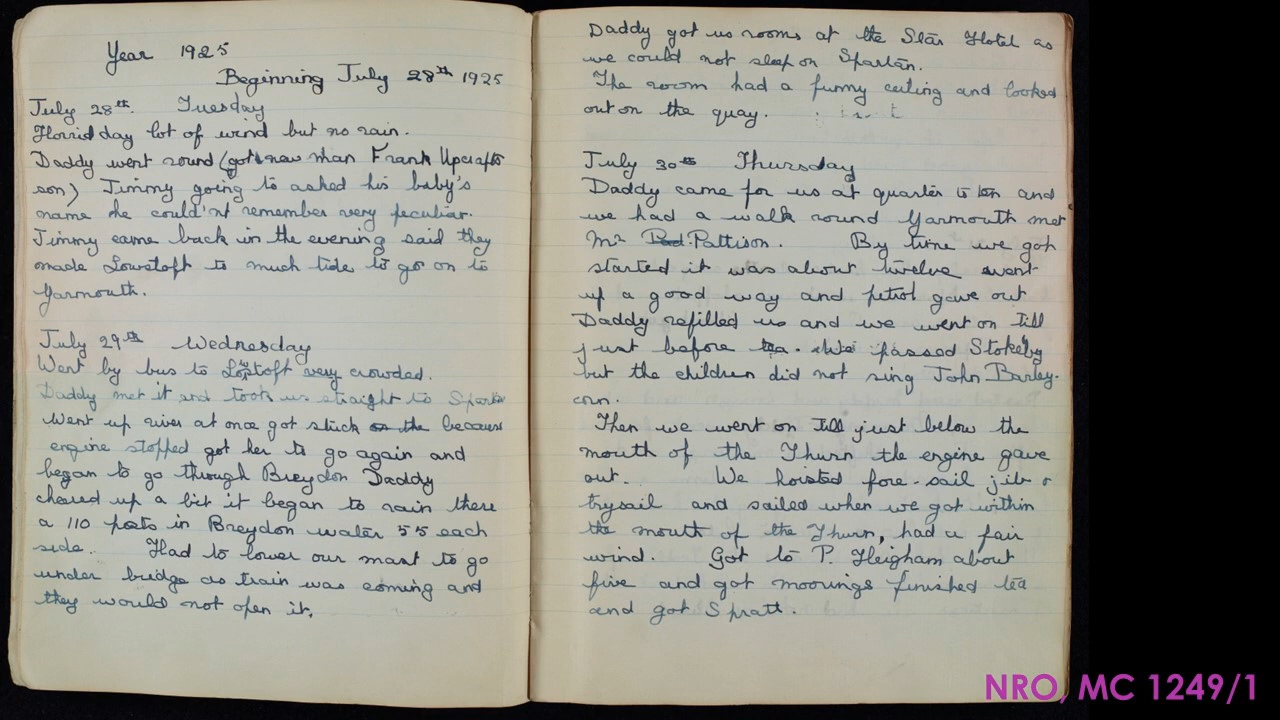 Year 1925
Beginning July 28th 1925
July 28th. Tuesday
Horrid day lot of wind but no rain.
Daddy went round (got new man Frank Upcrafts
son) Jimmy going to asked his baby's
name he could'nt remember very peculiar.
Jimmy came back in the evening said they
made Lowstoft to much tide to go on to
Yarmouth.
July 29th Wednesday
Went by bus to Lowstoft very crowded.
Daddy met it and took us straight to
Went up river at once got stuck on the because
engine stopped got her to go again and
began to go through Breydon Daddy
cheared up a bit it began to rain there
a 110 posts in Breydon water 55 each
side. Had to lower our mast to go
under bridge as train was coming and
they would not open it.
Daddy got us rooms at the Star Hotel as
we could not sleep on Spartan.
The room had a funny ceiling and looked
out on the quay.
July 30th Thursday
Daddy came for us at quarter to ten and
we had a walk round Yarmouth met
Mr Pattison. By time we got
started it was about twelve went
up a good way and petrol gave out
Daddy refilled us and we went on till
just before tea. We passed Stokeby
but the children did not sing John Barley-
corn.
Then we went on till just below the
mouth of the Thurn the engine gave
out. We hoisted fore-sail jib &
trysail and sailed when we got within
the mouth of the Thurn, had a fair
wind. Got to P. Heigham about
five and got moorings finished tea
and got Spratt.
NRO, MC 1249/1